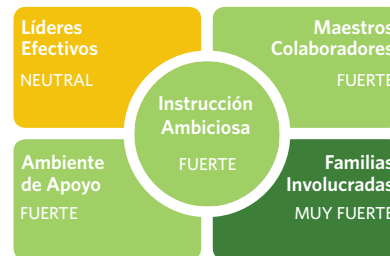 Líderes
Efectivos
NEUTRAL
Maestros
Colaboradores
FUERTE
Instrucción
Ambiciosa
FUERTE
Ambiente
de Apoyo
FUERTE
Familias
Involucradas
MUY FUERTE